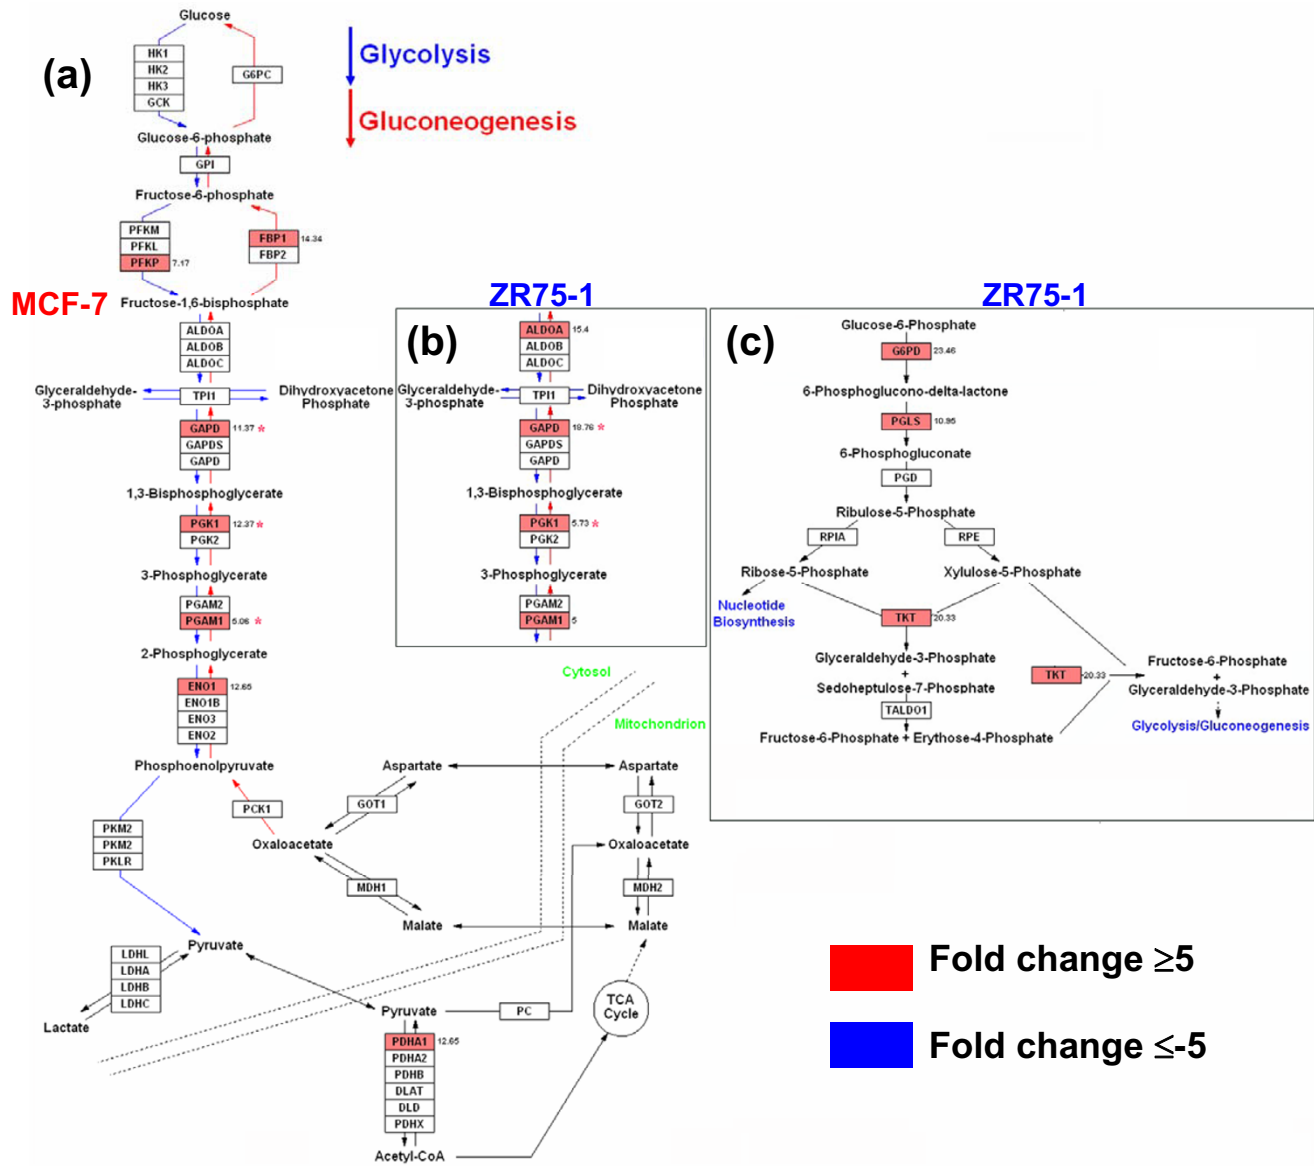 Glucose
(a)
HK1
HK2
HK3
GCK
G6PC
Glycolysis
Gluconeogenesis
Glucose-6-phosphate
GPI
Fructose-6-phosphate
PFKM
PFKL
PFKP 7.17
FBP1 14.34
FBP2
MCF-7
Fructose-1,6-bisphosphate
ALDOA
ALDOB
ALDOC
Glyceraldehyde-
3-phosphate
TPI1
Dihydroxyacetone
Phosphate
GAPD 11.37 *
GAPDS
GAPD
1,3-Bisphosphoglycerate
PGK1 12.37 *
PGK2
3-Phosphoglycerate
PGAM2
PGAM1 5.06 *
2-Phosphoglycerate
ENO1 12.65
ENO1B
ENO3
ENO2
Phosphoenolpyruvate
PCK1
PKM2
PKM2
PKLR
Aspartate
GOT1
Oxaloacetate
MDH1
Malate
Pyruvate
LDHL
LDHA
LDHB
LDHC
Lactate
Cytosol
Mitochondrion
Aspartate
GOT2
Oxaloacetate
MDH2
Malate
TCA
Cycle
Pyruvate
PC
PDHA1 12.65
PDHA2
PDHB
DLAT
DLD
PDHX
Acetyl-CoA
ZR75-1
(b)
ALDOA 15.4
ALDOB
ALDOC
Glyceraldehyde-
3-phosphate
TPI1
Dihydroxyacetone
Phosphate
GAPD 18.76 *
GAPDS
GAPD
1,3-Bisphosphoglycerate
PGK1 5.73 *
PGK2
3-Phosphoglycerate
PGAM2
PGAM1 5
ZR75-1
(c)
Glucose-6-Phosphate
G6PD 23.46
6-Phosphoglucono-delta-lactone
PGLS 10.95
6-Phosphogluconate
PGD
Ribulose-5-Phosphate
RPIA
RPE
Ribose-5-Phosphate
Xylulose-5-Phosphate
Nucleotide
Biosynthesis
TKT 20.33
Glyceraldehyde-3-Phosphate
+
Sedoheptulose-7-Phosphate
TALDO1
Fructose-6-Phosphate + Erythose-4-Phosphate
TKT 20.33
Fructose-6-Phosphate
+
Glyceraldehyde-3-Phosphate
Glycolysis/Gluconeogenesis
Fold change ≥5
Fold change ≤-5